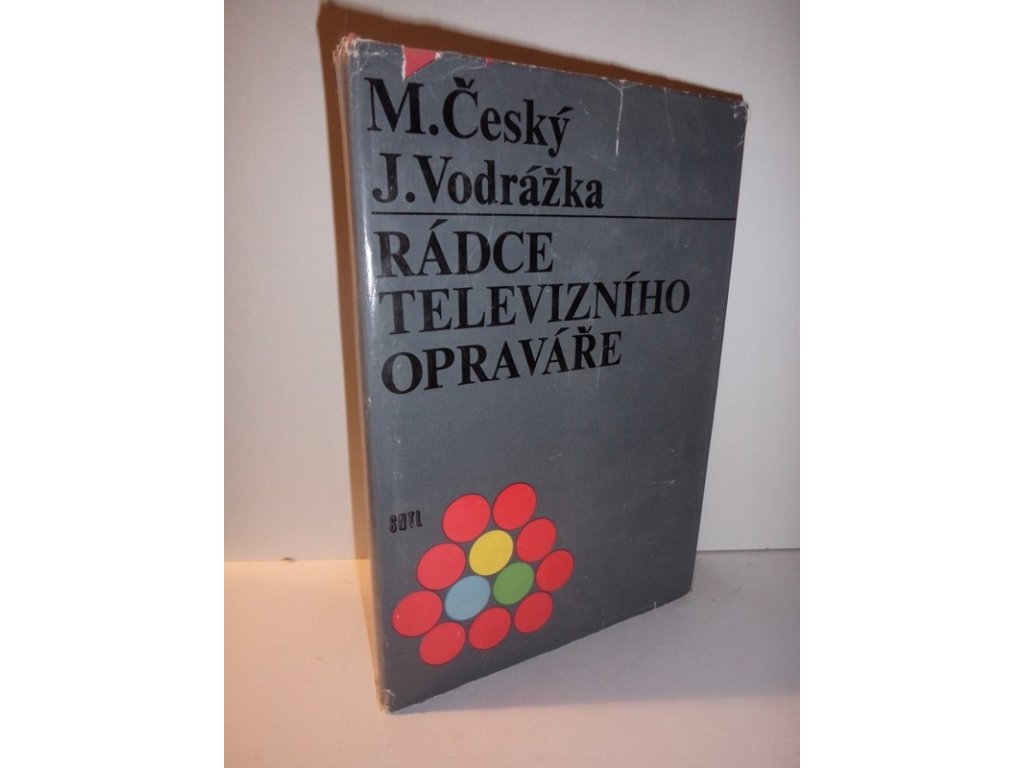 M. Český
J. Vodrážka
RÁDCE
TELEVIZNÍHO
OPRAVÁŘE
SNTL